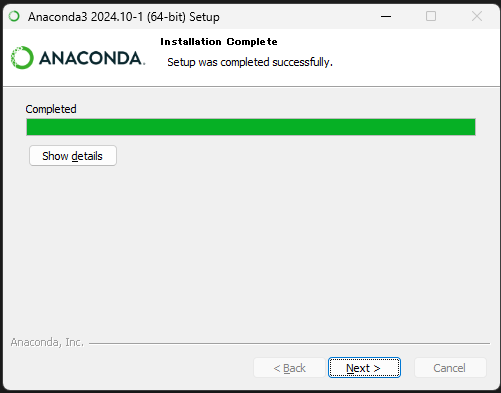 Anaconda3 2024.10-1 (64-bit) Setup
Installation Complete
ANACONDA.
Setup was completed successfully.
Completed
Show details
Anaconda, Inc.
< Back
Next >
Cancel